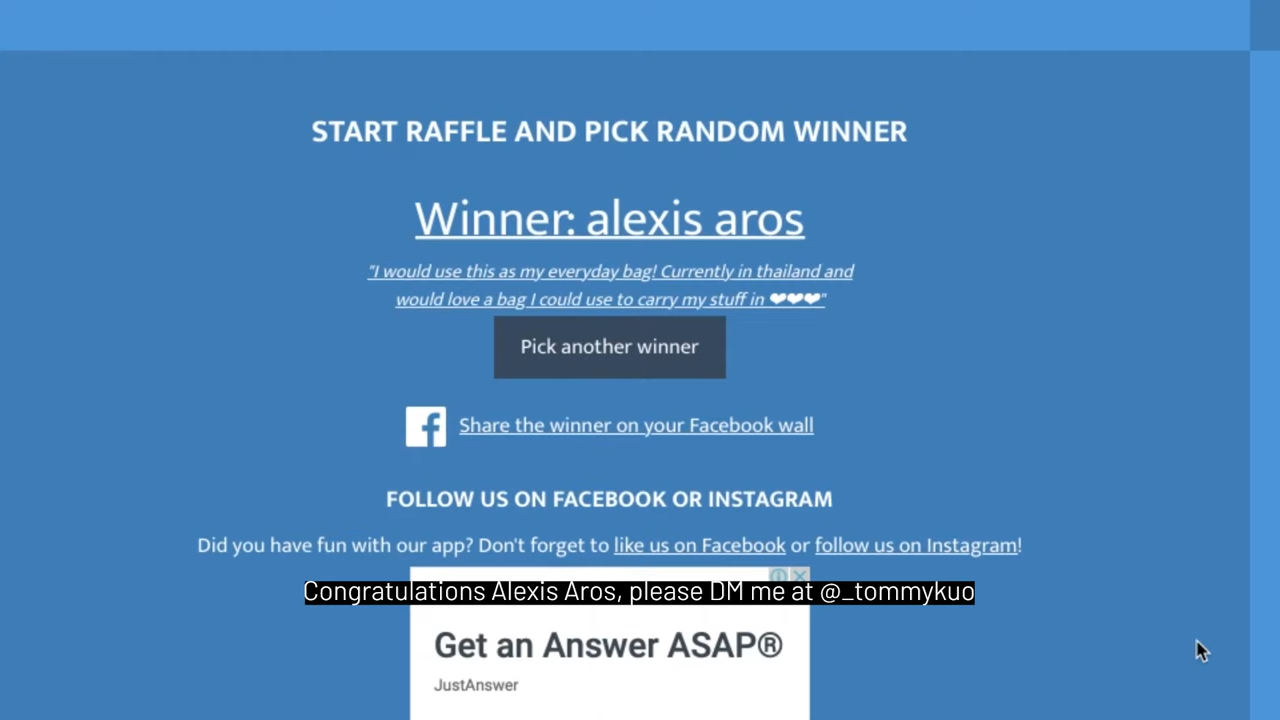 START RAFFLE AND PICK RANDOM WINNER
Winner: alexis aros
"I would use this as my everyday bag! Currently in thailand and
would love a bag I could use to carry my stuff in ❤❤❤"
Pick another winner
Share the winner on your Facebook wall
FOLLOW US ON FACEBOOK OR INSTAGRAM
Did you have fun with our app? Don't forget to like us on Facebook or follow us on Instagram!
Congratulations Alexis Aros, please DM me at @_tommykuo
Get an Answer ASAP®
JustAnswer